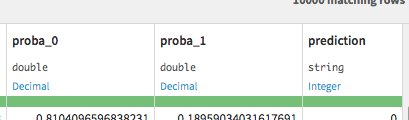 10000 matching rows
proba_0 proba_1 prediction
double double string
Decimal Decimal Integer
0.8104096596838231 0.18959034031617691 0